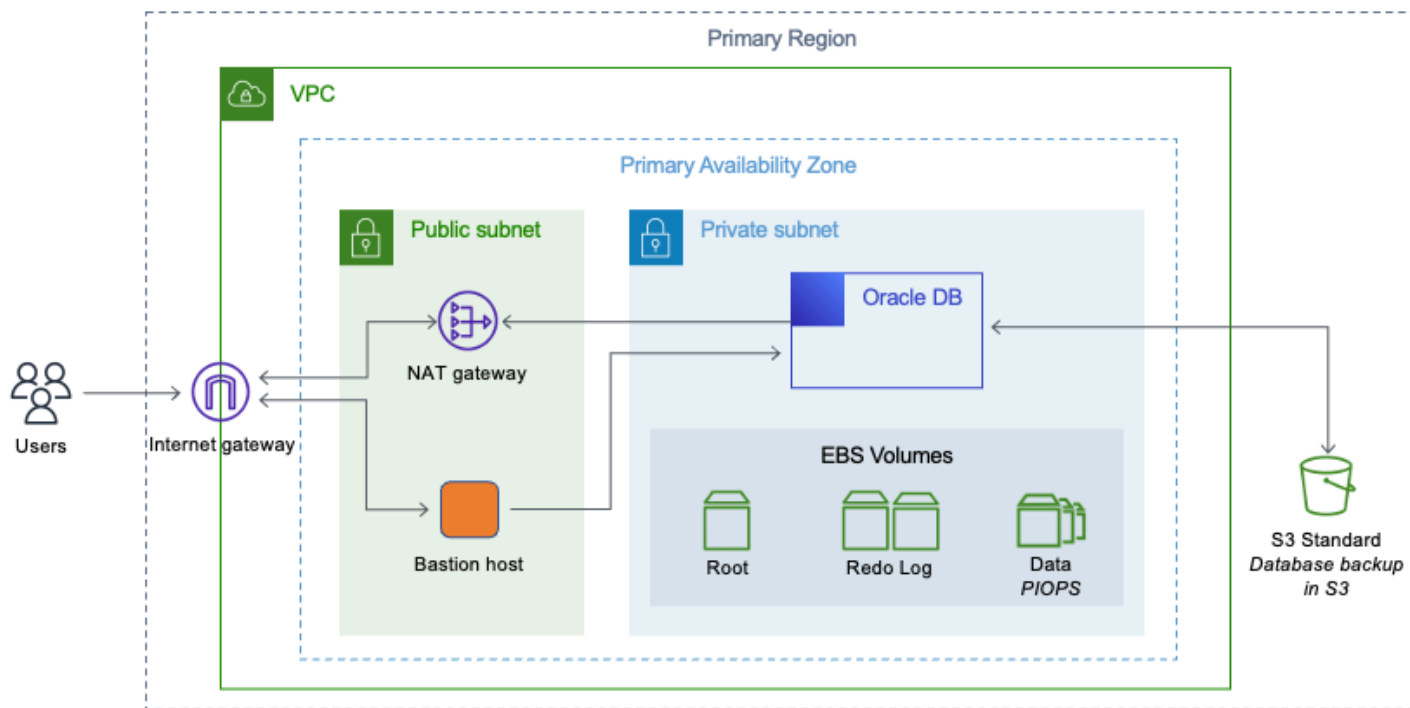 Primary Region
VPC
Primary Availability Zone
Public subnet
Private subnet
Oracle DB
NAT gateway
Users
Internet gateway
EBS Volumes
Bastion host
Root
Redo Log
Data
PIOPS
S3 Standard
Database backup
in S3